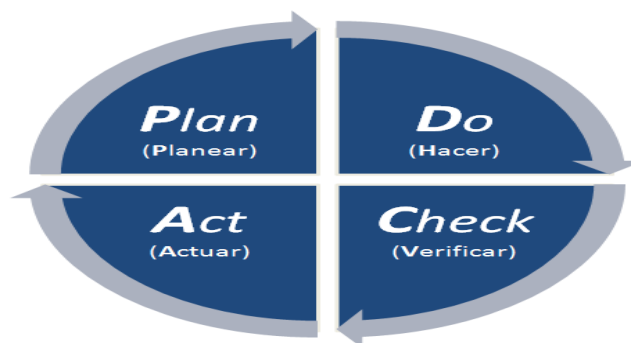 Plan
(Planear)
Do
(Hacer)
Act
(Actuar)
Check
(Verificar)